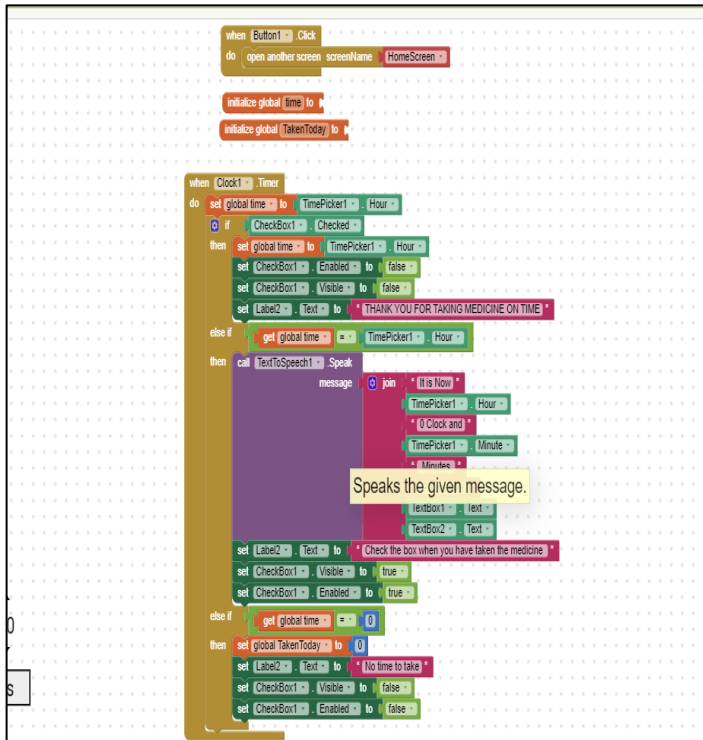 when Button1 .Click
do open another screen screenName HomeScreen
initialize global time to
initialize global TakenToday to
when Clock1 .Timer
do set global time to TimePicker1 . Hour
if CheckBox1 . Checked
then set global time to TimePicker1 . Hour
set CheckBox1 . Enabled to false
set CheckBox1 . Visible to false
set Label2 . Text to " THANK YOU FOR TAKING MEDICINE ON TIME "
else if get global time = TimePicker1 . Hour
then call TextToSpeech1 .Speak
message join " It is Now "
TimePicker1 . Hour
" 0 Clock and "
TimePicker1 . Minute
" Minutes "
Speaks the given message.
TextBox1 . Text
TextBox2 . Text
set Label2 . Text to " Check the box when you have taken the medicine "
set CheckBox1 . Visible to true
set CheckBox1 . Enabled to true
else if get global time = 0
then set global TakenToday to 0
set Label2 . Text to " No time to take "
set CheckBox1 . Visible to false
set CheckBox1 . Enabled to false
0
s